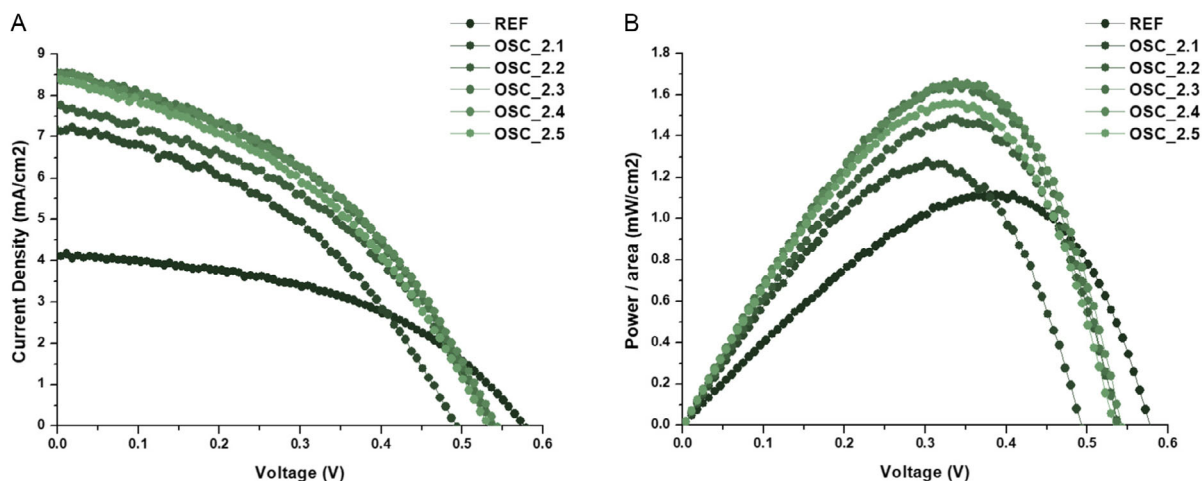 A
REF
OSC_2.1
OSC_2.2
OSC_2.3
OSC_2.4
OSC_2.5
Current Density (mA/cm2)
9
8
7
6
5
4
3
2
1
0
0.0 0.1 0.2 0.3 0.4 0.5 0.6
Voltage (V)
B
REF
OSC_2.1
OSC_2.2
OSC_2.3
OSC_2.4
OSC_2.5
Power / area (mW/cm2)
1.8
1.6
1.4
1.2
1.0
0.8
0.6
0.4
0.2
0.0
0.0 0.1 0.2 0.3 0.4 0.5 0.6
Voltage (V)